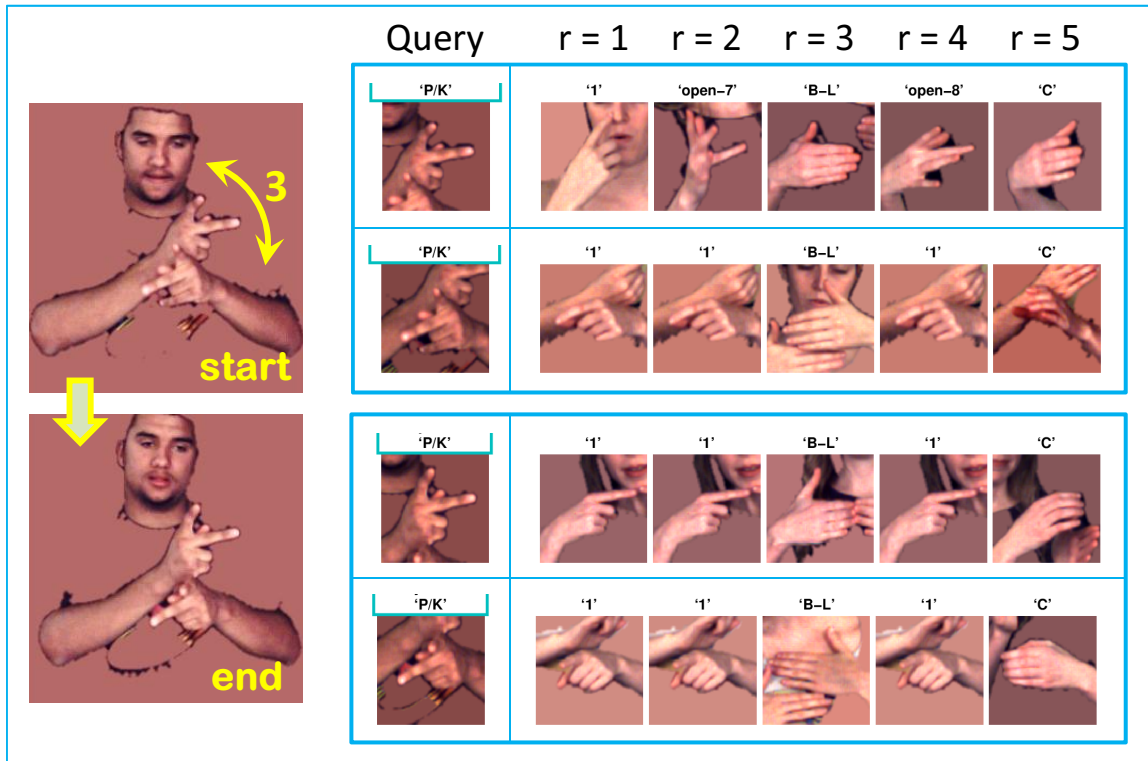 Query r = 1 r = 2 r = 3 r = 4 r = 5
‘P/K’ ‘1’ ‘open−7’ ‘B−L’ ‘open−8’ ‘C’
3
‘P/K’ ‘1’ ‘1’ ‘B−L’ ‘1’ ‘C’
start
‘P/K’ ‘1’ ‘1’ ‘B−L’ ‘1’ ‘C’
‘P/K’ ‘1’ ‘1’ ‘B−L’ ‘1’ ‘C’
end